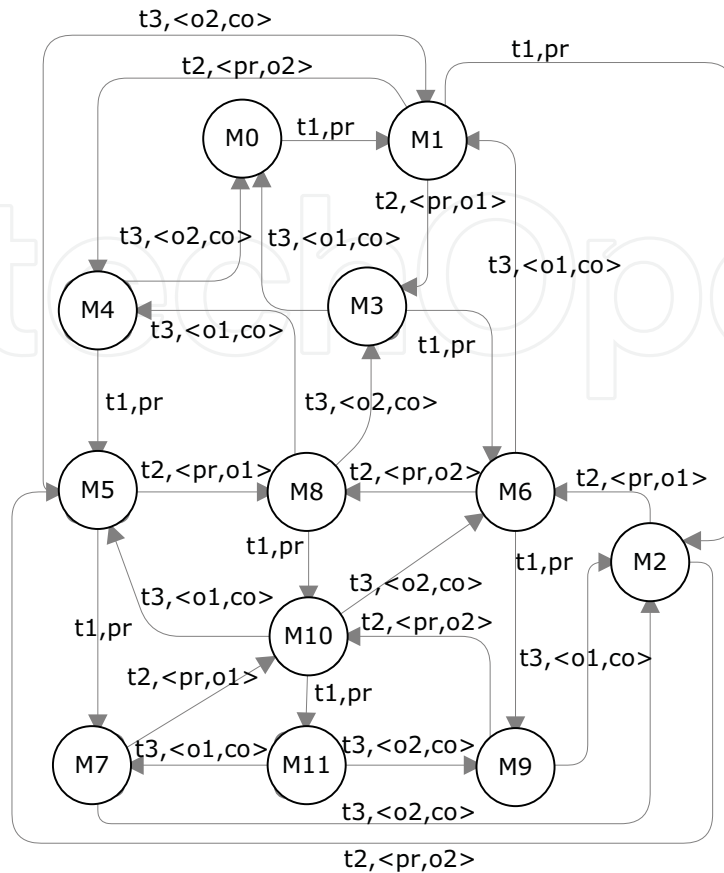 t3,<o2,co>
t1,pr
t2,<pr,o2>
M0
t1,pr
M1
t2,<pr,o1>
t3,<o2,co>
t3,<o1,co>
t3,<o1,co>
M4
M3
t3,<o1,co>
t1,pr
t1,pr
t3,<o2,co>
M5
t2,<pr,o1>
M8
t2,<pr,o2>
M6
t2,<pr,o1>
t1,pr
t1,pr
M2
t3,<o2,co>
t3,<o1,co>
t1,pr
M10
t2,<pr,o2>
t3,<o1,co>
t2,<pr,o1>
t1,pr
M7
t3,<o1,co>
M11
t3,<o2,co>
M9
t3,<o2,co>
t2,<pr,o2>
techOpe